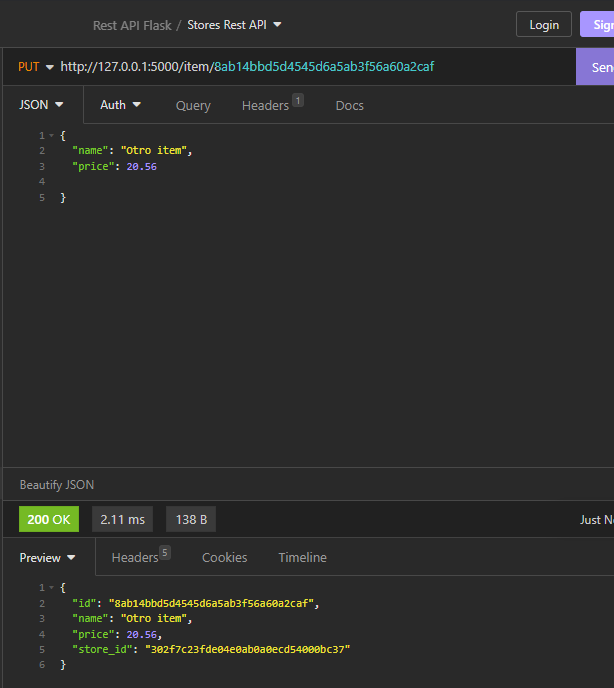 Rest API Flask / Stores Rest API
Login
PUT http://127.0.0.1:5000/item/8ab14bbd5d4545d6a5ab3f56a60a2caf
JSON Auth Query Headers 1 Docs
1 {
2 "name": "Otro item",
3 "price": 20.56
4
5 }
Beautify JSON
200 OK 2.11 ms 138 B
Just
Preview Headers 5 Cookies Timeline
1 {
2 "id": "8ab14bbd5d4545d6a5ab3f56a60a2caf",
3 "name": "Otro item",
4 "price": 20.56,
5 "store_id": "302f7c23fde04e0ab0a0ecd54000bc37"
6 }